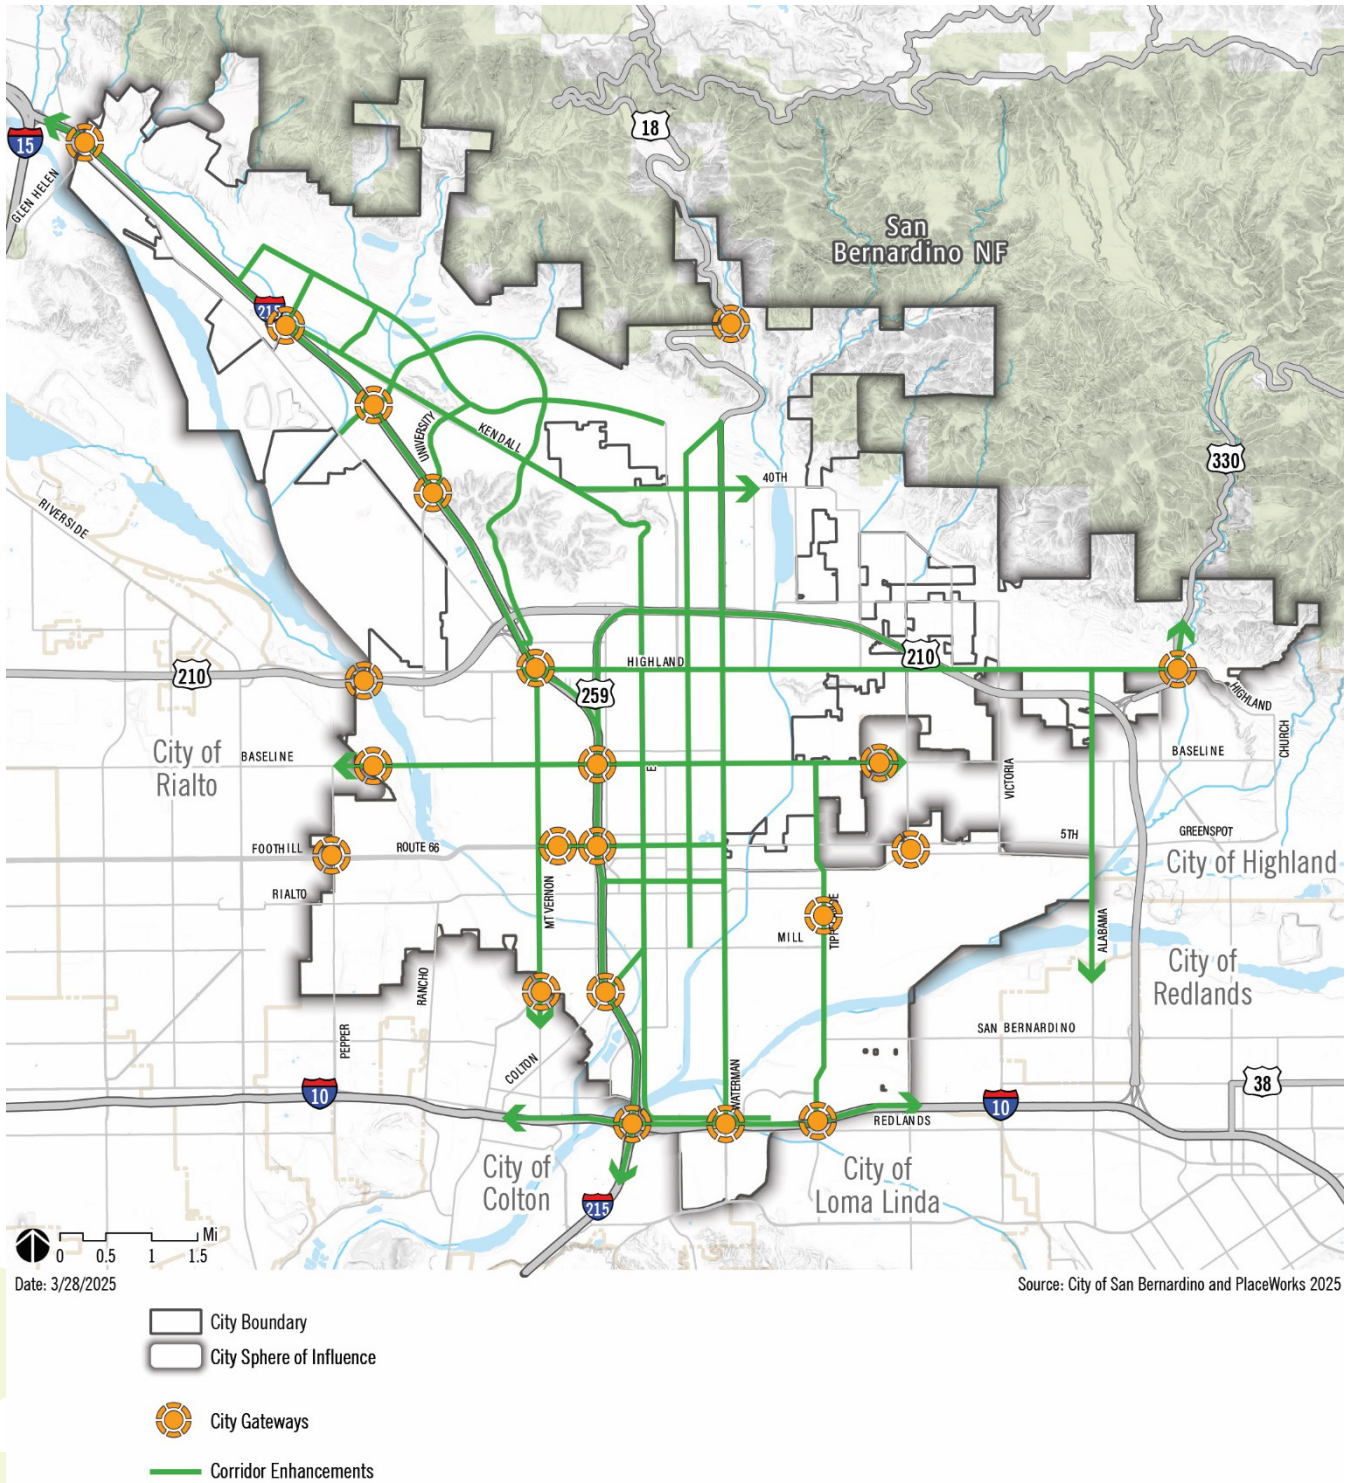 18
15
GLEN HELEN
San
Bernardino NF
215
UNIVERSITY
KENDALL
330
40TH
RIVERSIDE
210
HIGHLAND
210
259
HIGHLAND
CHURCH
City of
Rialto
BASELINE
E
VICTORIA
BASELINE
FOOTHILL
ROUTE 66
5TH
GREENSPOT
City of Highland
RIALTO
MT VERNON
MILL
ALABAMA
City of
Redlands
RANCHO
PEPPER
COLTON
SAN BERNARDINO
10
WATERMAN
REDLANDS
10
38
City of
Colton
City of
Loma Linda
215
Mi
0 0.5 1 1.5
Date: 3/28/2025
Source: City of San Bernardino and PlaceWorks 2025
City Boundary
City Sphere of Influence
City Gateways
Corridor Enhancements